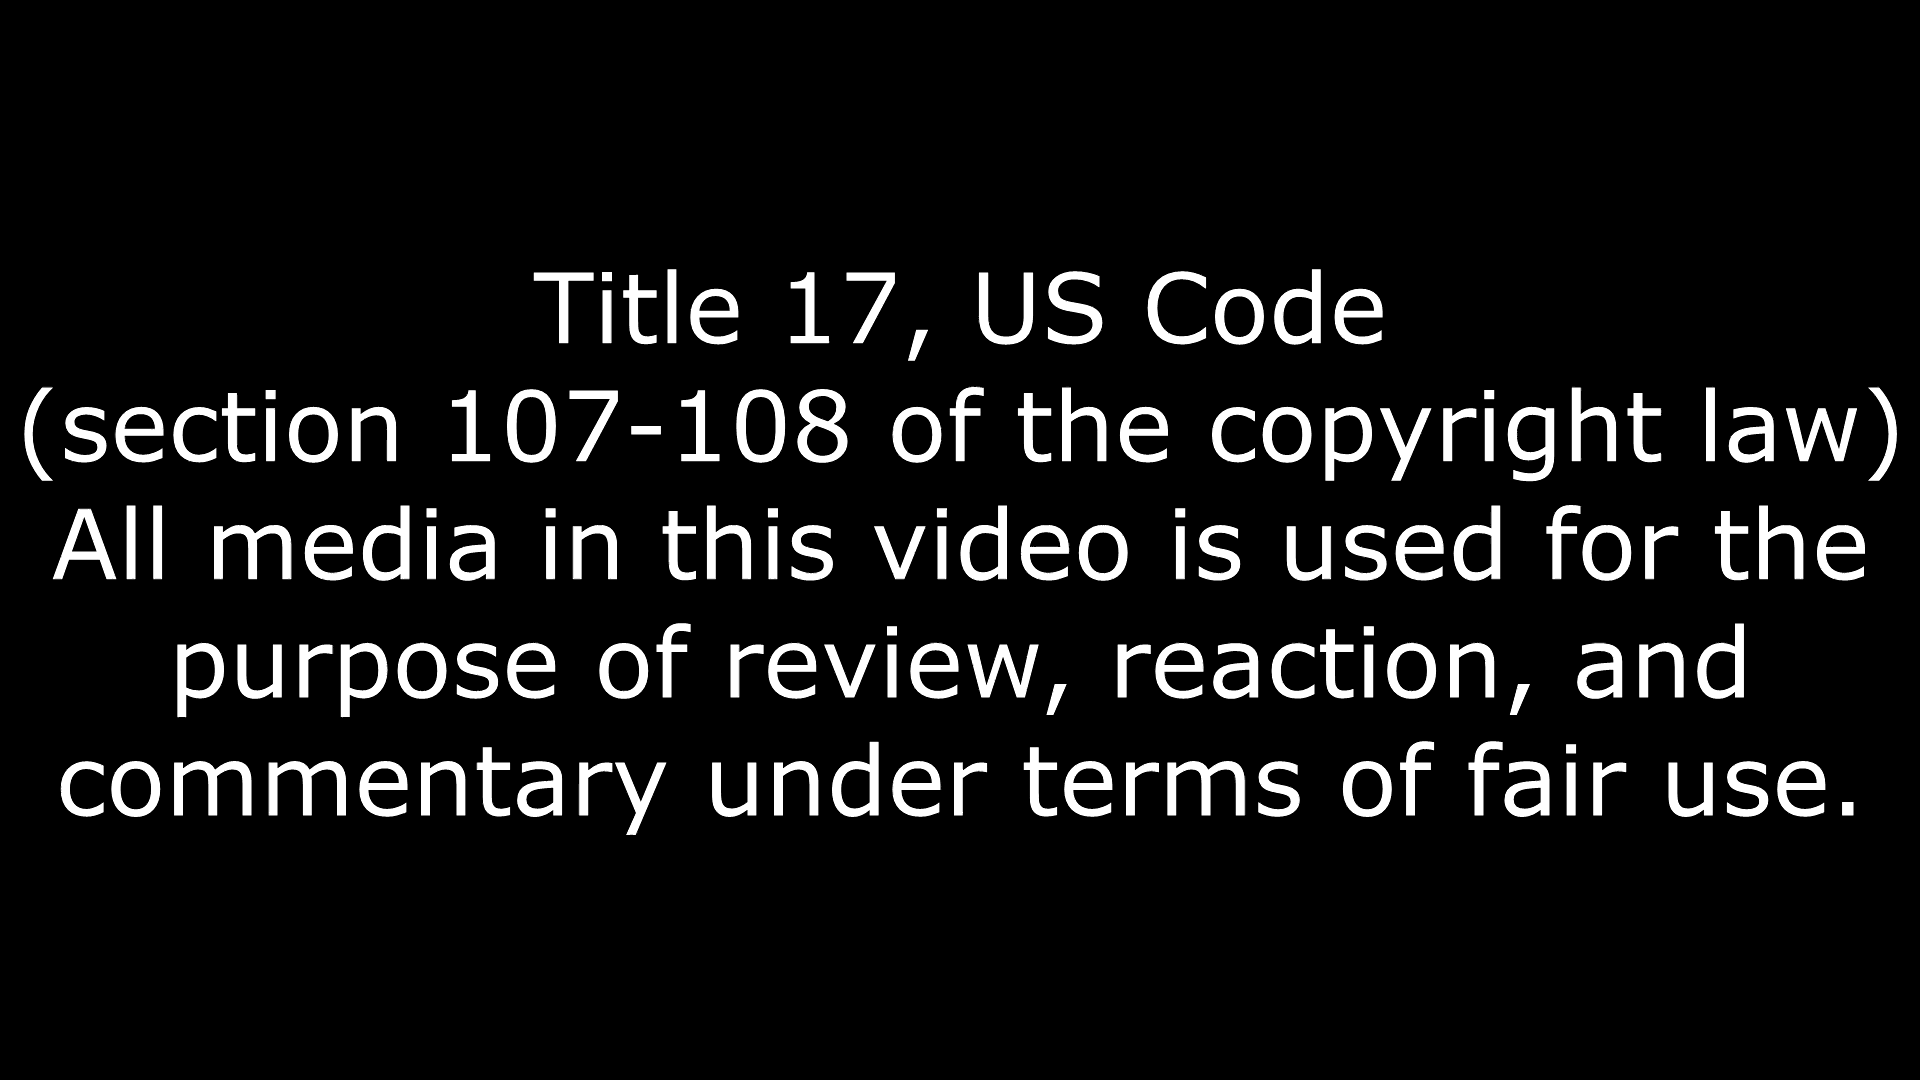 Title 17, US Code
(section 107-108 of the copyright law)
All media in this video is used for the
purpose of review, reaction, and
commentary under terms of fair use.